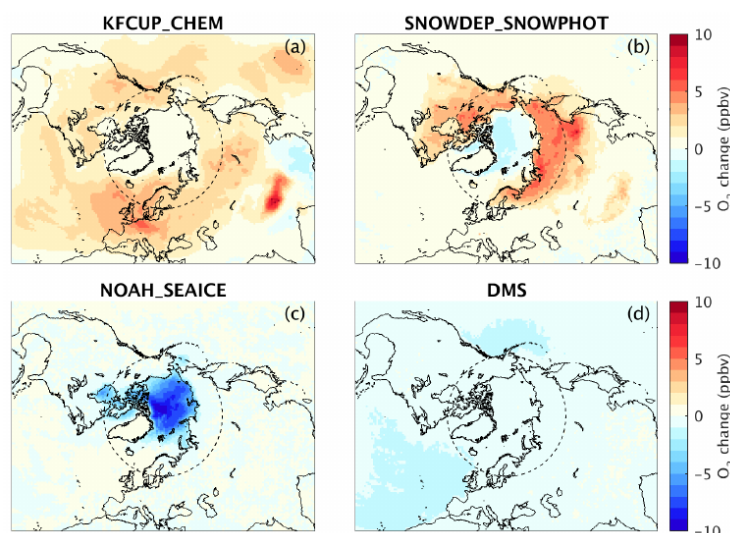 KFCUP_CHEM
(a)
SNOWDEP_SNOWPHOT
(b)
10
5
0
−5
−10
O₃ change (ppbv)
NOAH_SEAICE
(c)
DMS
(d)
10
5
0
−5
−10
O₃ change (ppbv)